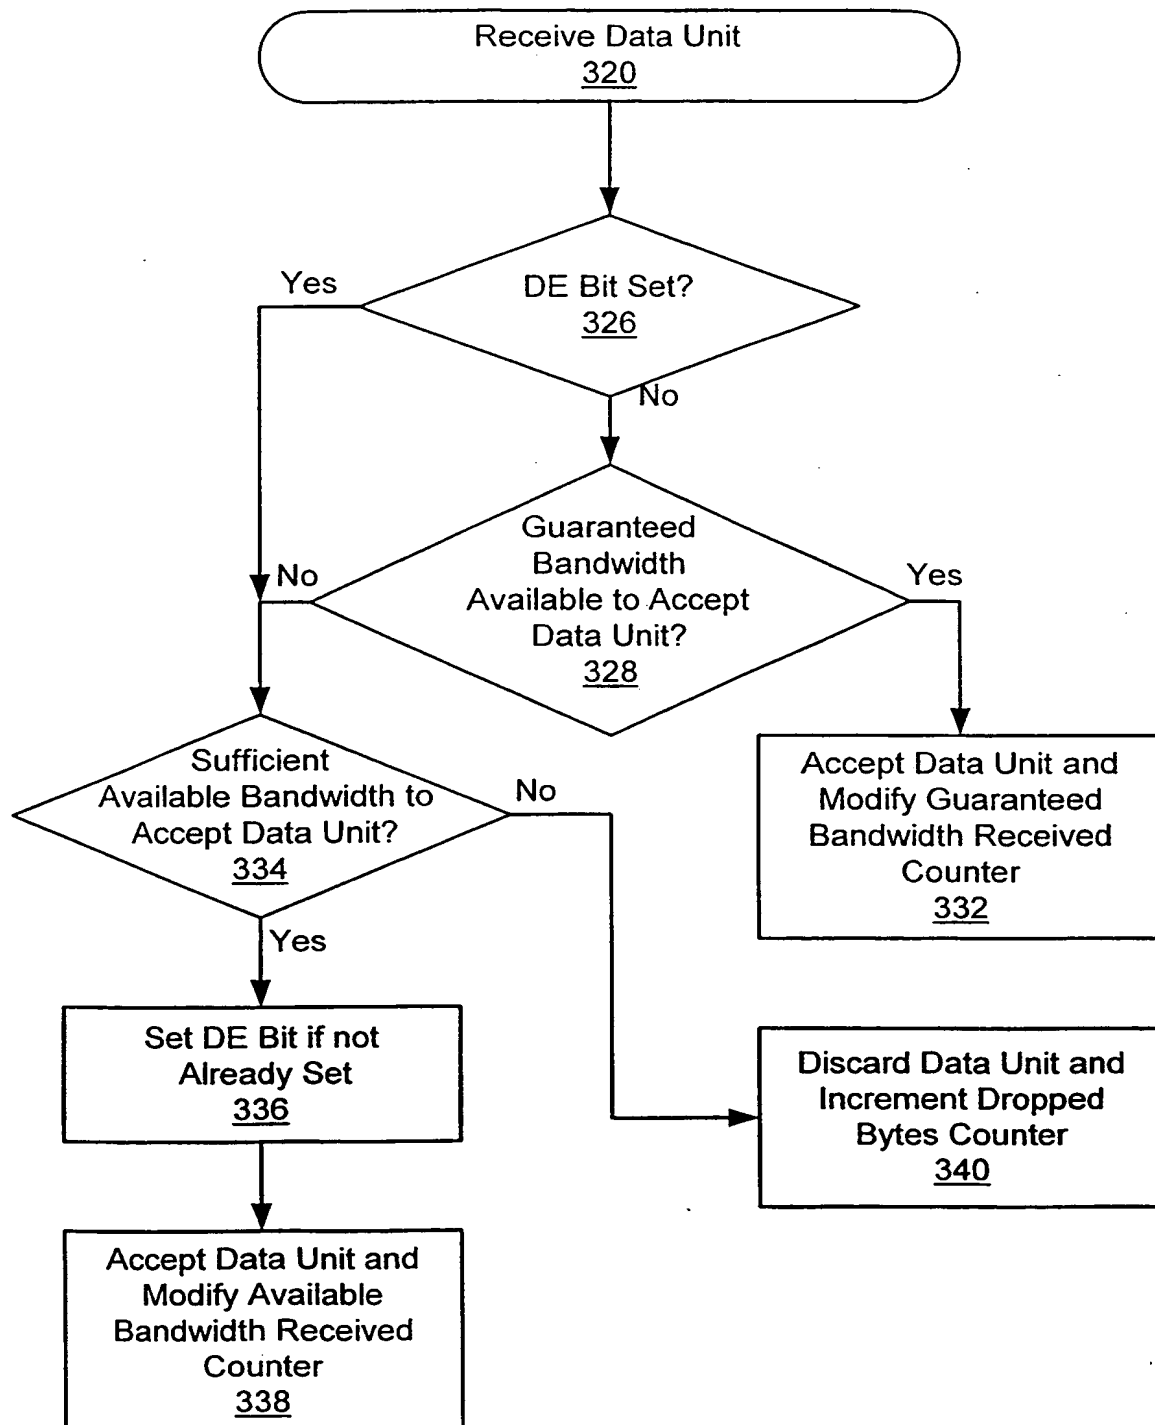 Receive Data Unit
320
DE Bit Set?
326
Yes
No
Guaranteed
Bandwidth
Available to Accept
Data Unit?
328
No
Yes
Sufficient
Available Bandwidth to
Accept Data Unit?
334
No
Yes
Accept Data Unit and
Modify Guaranteed
Bandwidth Received
Counter
332
Set DE Bit if not
Already Set
336
Discard Data Unit and
Increment Dropped
Bytes Counter
340
Accept Data Unit and
Modify Available
Bandwidth Received
Counter
338